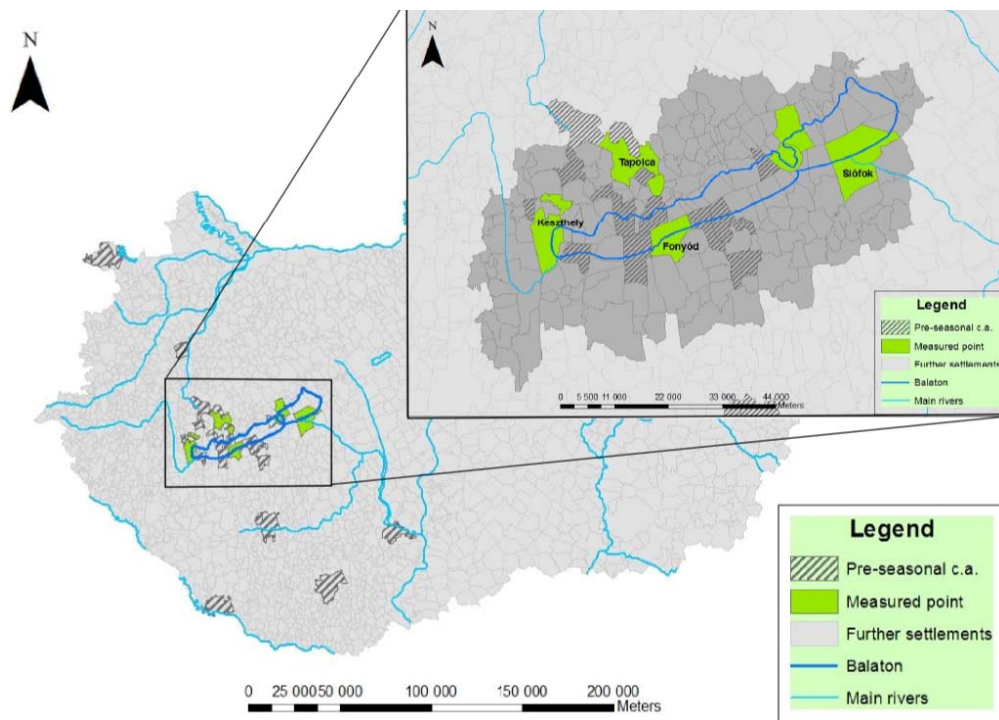 N
N
Tapolca
Siófok
Keszthely
Fonyód
Legend
Pre-seasonal c.a.
Measured point
Further settlements
Balaton
Main rivers
0 5 500 11 000 22 000 33 000 44 000
Meters
Legend
Pre-seasonal c.a.
Measured point
Further settlements
Balaton
Main rivers
0 25 000 50 000 100 000 150 000 200 000
Meters